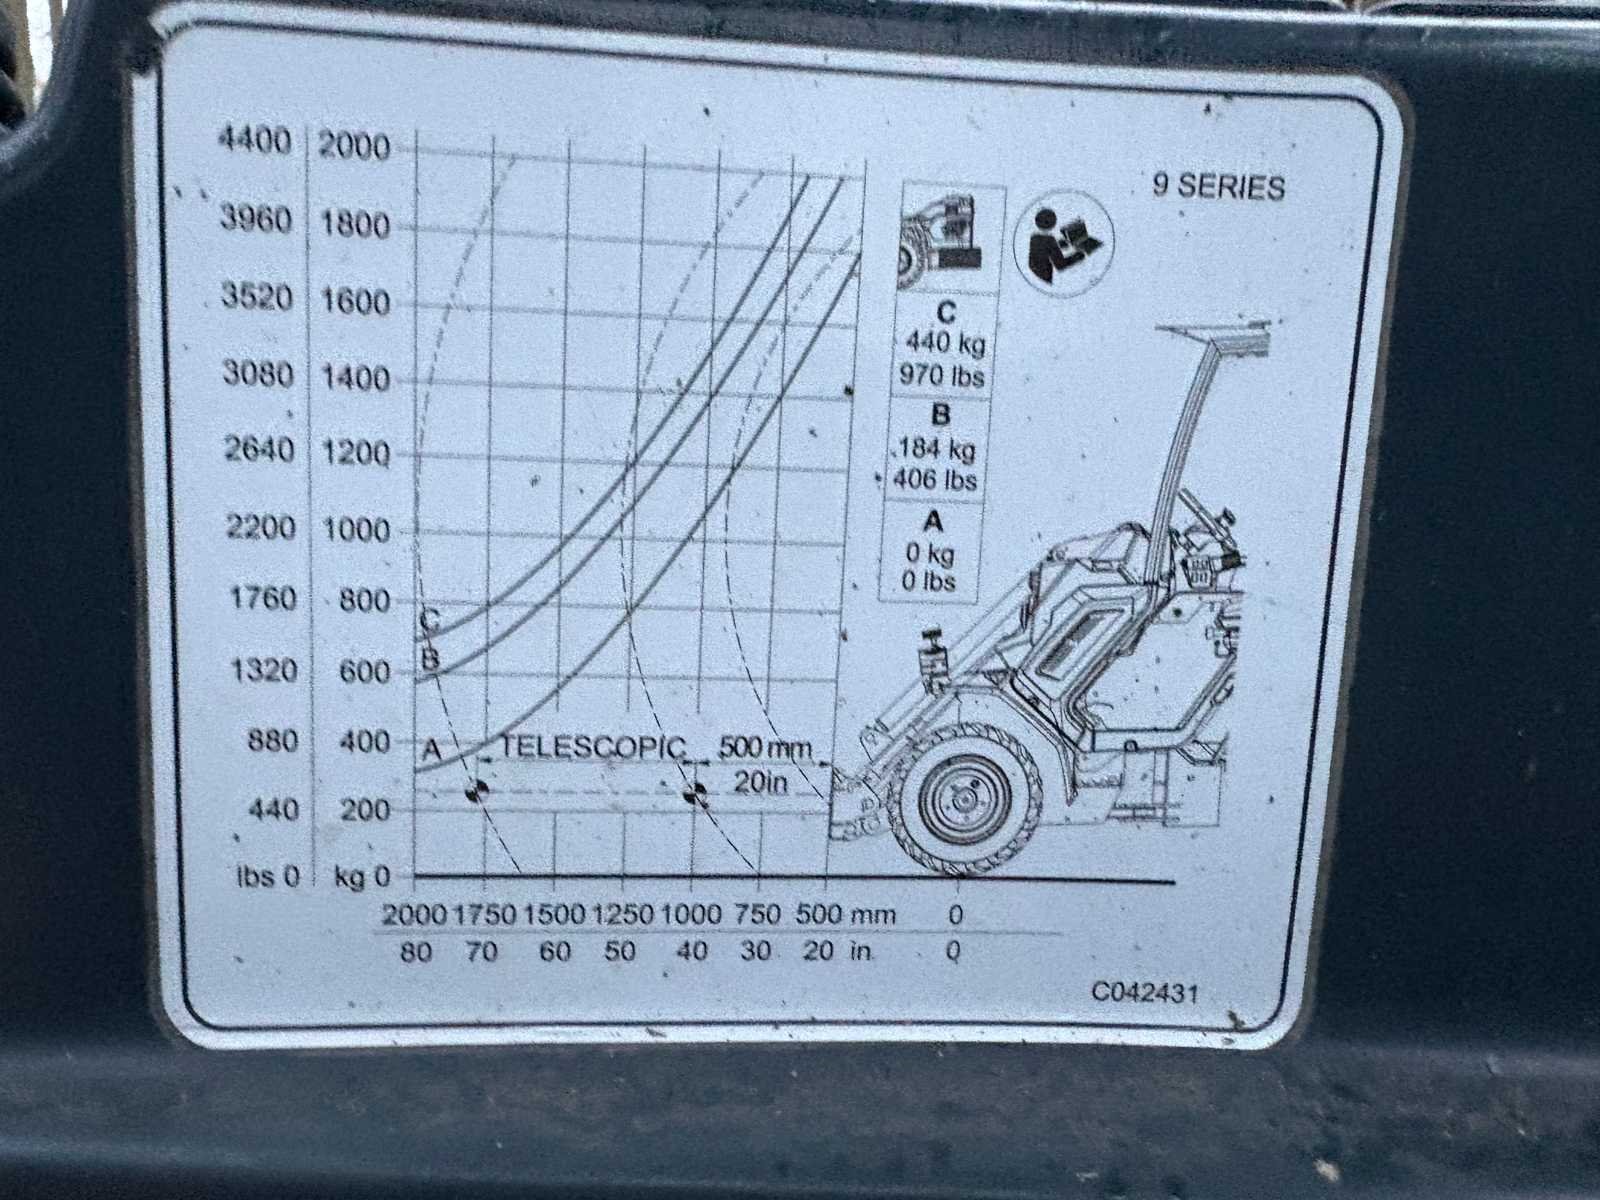 9 SERIES
4400 2000
3960 1800
3520 1600
3080 1400
2640 1200
2200 1000
1760 800
1320 600
880 400
440 200
lbs 0 kg 0
C
B
A
TELESCOPIC 500 mm
20in
2000 1750 1500 1250 1000 750 500 mm 0
80 70 60 50 40 30 20 in 0
C
440 kg
970 lbs
B
184 kg
406 lbs
A
0 kg
0 lbs
C042431